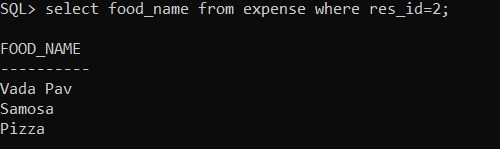 SQL> select food_name from expense where res_id=2;
FOOD_NAME
----------
Vada Pav
Samosa
Pizza